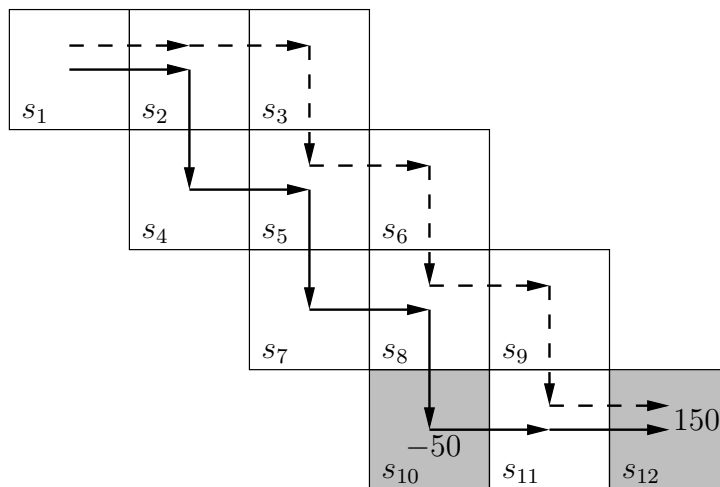 s₁ s₂ s₃
s₄ s₅ s₆
s₇ s₈ s₉
150
−50
s₁₀ s₁₁ s₁₂